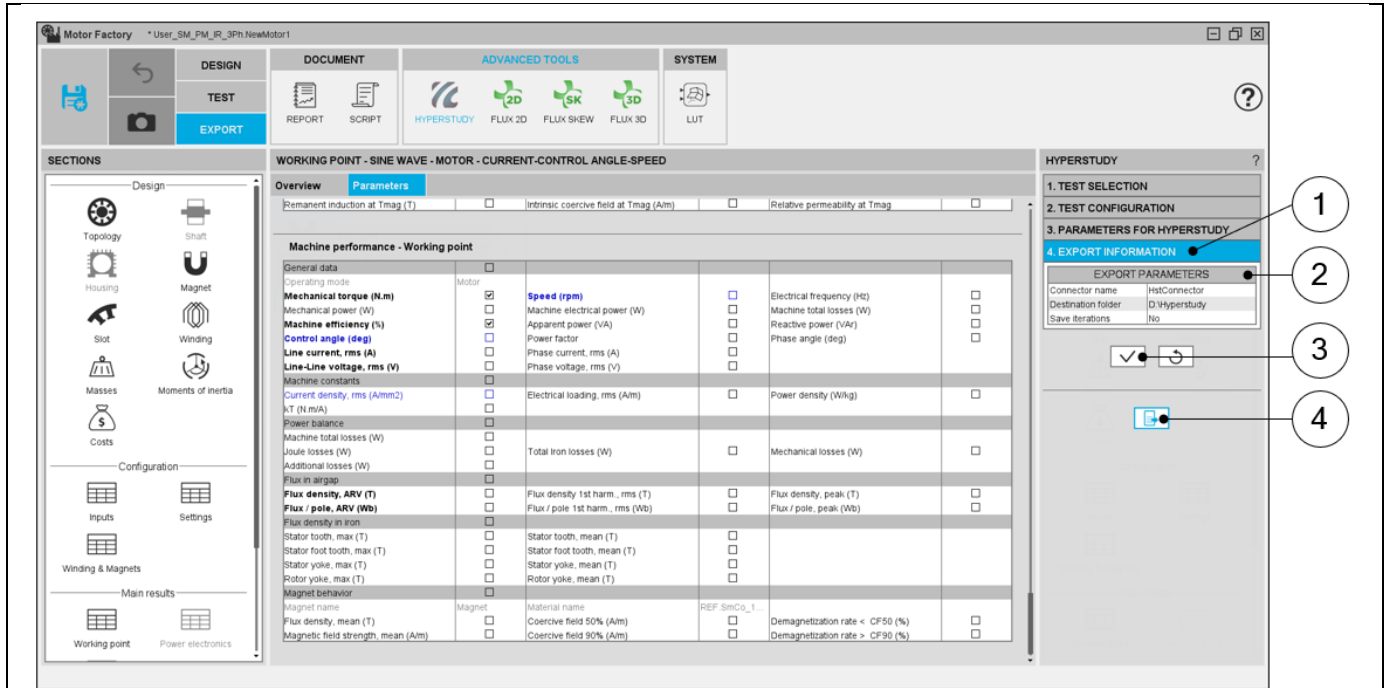 Motor Factory * User_SM_PM_IR_3Ph.NewMotor1
DESIGN
TEST
EXPORT
DOCUMENT
REPORT SCRIPT
ADVANCED TOOLS
2D SK 3D
HYPERSTUDY FLUX 2D FLUX SKEW FLUX 3D
SYSTEM
LUT
?
SECTIONS
Design
Topology Shaft
Housing Magnet
Slot Winding
Masses Moments of inertia
$
Costs
Configuration
Inputs Settings
Winding & Magnets
Main results
Working point Power electronics
WORKING POINT - SINE WAVE - MOTOR - CURRENT-CONTROL ANGLE-SPEED
Overview Parameters
Remanent induction at Tmag (T) Intrinsic coercive field at Tmag (A/m) Relative permeability at Tmag
Machine performance - Working point
General data
Operating mode Motor
Mechanical torque (N.m) Speed (rpm) Electrical frequency (Hz)
Mechanical power (W) Machine electrical power (W) Machine total losses (W)
Machine efficiency (%) Apparent power (VA) Reactive power (VAr)
Control angle (deg) Power factor Phase angle (deg)
Line current, rms (A) Phase current, rms (A)
Line-Line voltage, rms (V) Phase voltage, rms (V)
Machine constants
Current density, rms (A/mm2) Electrical loading, rms (A/m) Power density (W/kg)
kT (N.m/A)
Power balance
Machine total losses (W)
Joule losses (W) Total Iron losses (W) Mechanical losses (W)
Additional losses (W)
Flux in airgap
Flux density, ARV (T) Flux density 1st harm., rms (T) Flux density, peak (T)
Flux / pole, ARV (Wb) Flux / pole 1st harm., rms (Wb) Flux / pole, peak (Wb)
Flux density in iron
Stator tooth, max (T) Stator tooth, mean (T)
Stator foot tooth, max (T) Stator foot tooth, mean (T)
Stator yoke, max (T) Stator yoke, mean (T)
Rotor yoke, max (T) Rotor yoke, mean (T)
Magnet behavior
Magnet name Magnet Material name REF.SmCo_1...
Flux density, mean (T) Coercive field 50% (A/m) Demagnetization rate < CF50 (%)
Magnetic field strength, mean (A/m) Coercive field 90% (A/m) Demagnetization rate > CF90 (%)
HYPERSTUDY ?
1. TEST SELECTION
2. TEST CONFIGURATION
3. PARAMETERS FOR HYPERSTUDY
4. EXPORT INFORMATION
EXPORT PARAMETERS
Connector name HstConnector
Destination folder D:\Hyperstudy
Save iterations No
1
2
3
4